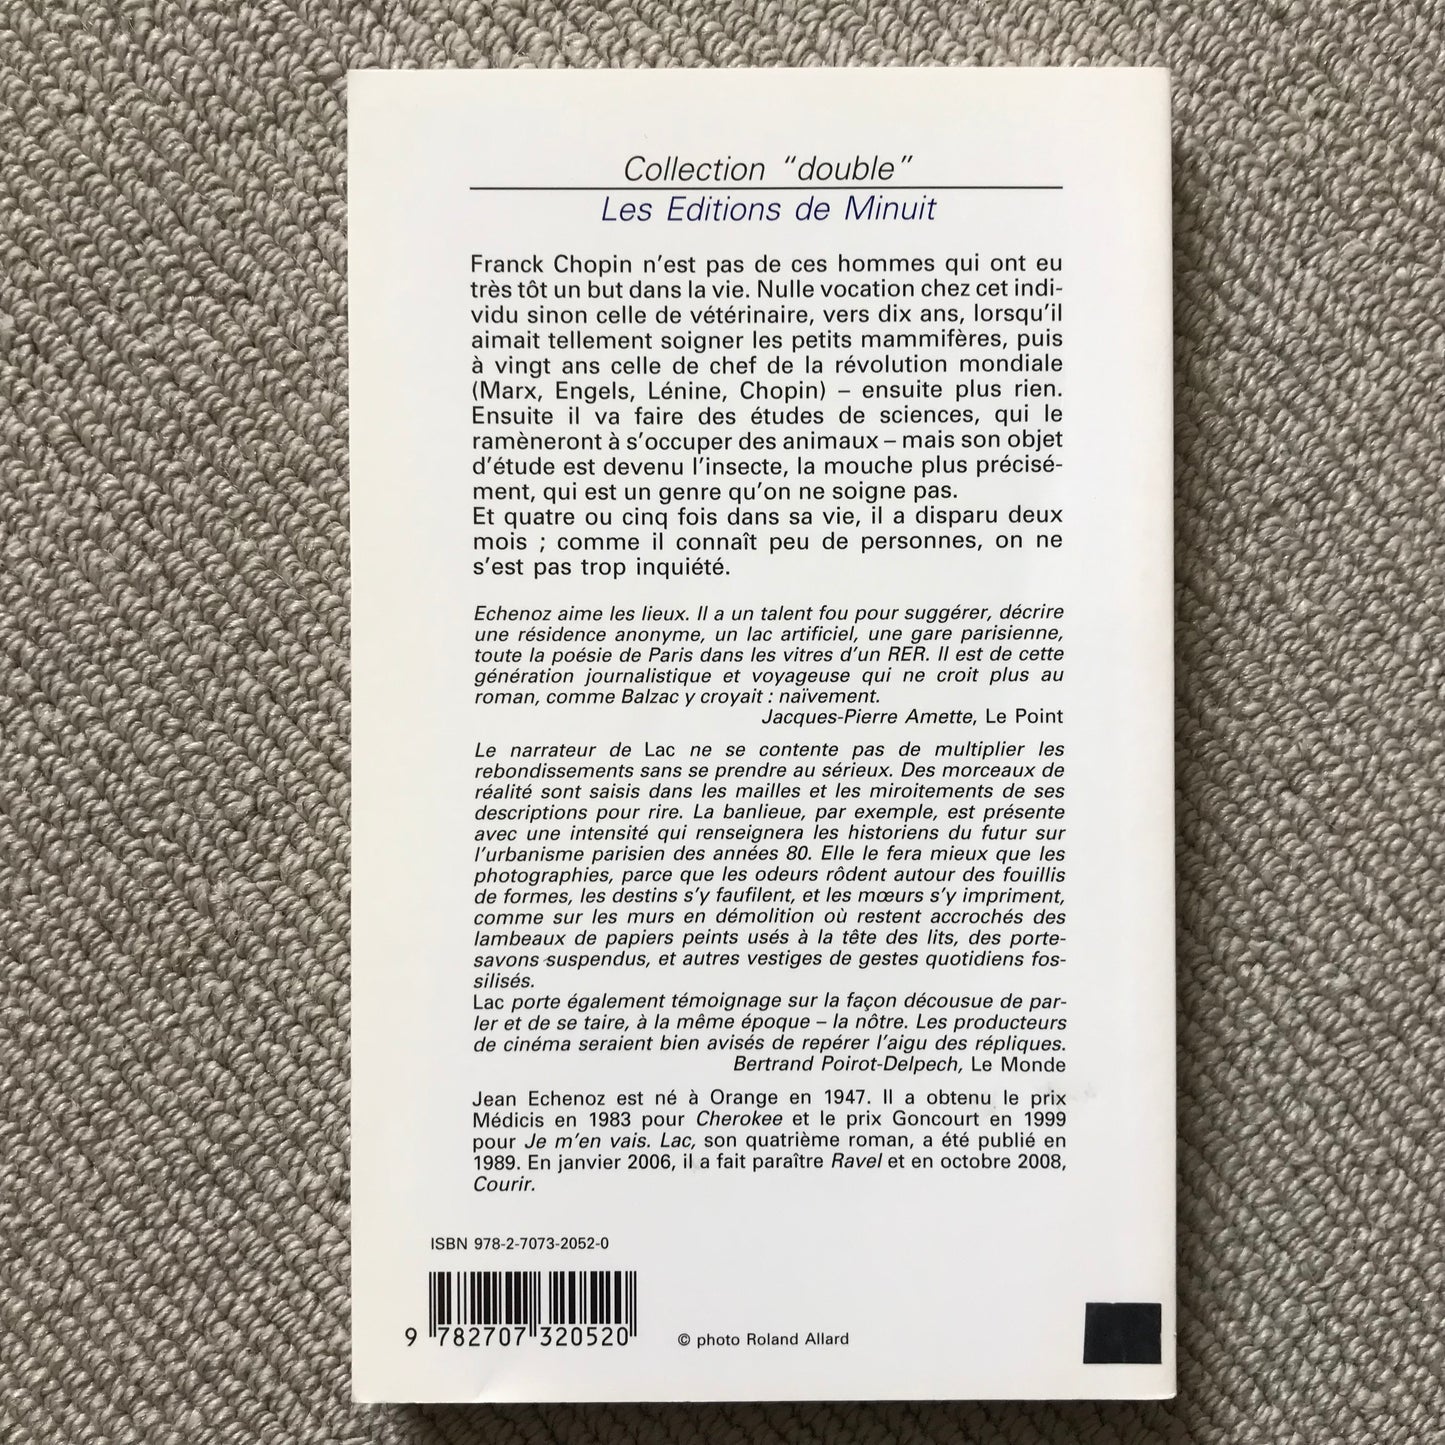 Collection “double”
Les Editions de Minuit
Franck Chopin n’est pas de ces hommes qui ont eu
très tôt un but dans la vie. Nulle vocation chez cet indi-
vidu sinon celle de vétérinaire, vers dix ans, lorsqu’il
aimait tellement soigner les petits mammifères, puis
à vingt ans celle de chef de la révolution mondiale
(Marx, Engels, Lénine, Chopin) – ensuite plus rien.
Ensuite il va faire des études de sciences, qui le
ramèneront à s’occuper des animaux – mais son objet
d’étude est devenu l’insecte, la mouche plus précisé-
ment, qui est un genre qu’on ne soigne pas.
Et quatre ou cinq fois dans sa vie, il a disparu deux
mois ; comme il connaît peu de personnes, on ne
s’est pas trop inquiété.
Echenoz aime les lieux. Il a un talent fou pour suggérer, décrire
une résidence anonyme, un lac artificiel, une gare parisienne,
toute la poésie de Paris dans les vitres d’un RER. Il est de cette
génération journalistique et voyageuse qui ne croit plus au
roman, comme Balzac y croyait : naïvement.
Jacques-Pierre Amette, Le Point
Le narrateur de Lac ne se contente pas de multiplier les
rebondissements sans se prendre au sérieux. Des morceaux de
réalité sont saisis dans les mailles et les miroitements de ses
descriptions pour rire. La banlieue, par exemple, est présente
avec une intensité qui renseignera les historiens du futur sur
l’urbanisme parisien des années 80. Elle le fera mieux que les
photographies, parce que les odeurs rôdent autour des fouillis
de formes, les destins s’y faufilent, et les mœurs s’y impriment,
comme sur les murs en démolition où restent accrochés des
lambeaux de papiers peints usés à la tête des lits, des porte-
savons suspendus, et autres vestiges de gestes quotidiens fos-
silisés.
Lac porte également témoignage sur la façon décousue de par-
ler et de se taire, à la même époque – la nôtre. Les producteurs
de cinéma seraient bien avisés de repérer l’aigu des répliques.
Bertrand Poirot-Delpech, Le Monde
Jean Echenoz est né à Orange en 1947. Il a obtenu le prix
Médicis en 1983 pour Cherokee et le prix Goncourt en 1999
pour Je m’en vais. Lac, son quatrième roman, a été publié en
1989. En janvier 2006, il a fait paraître Ravel et en octobre 2008,
Courir.
ISBN 978-2-7073-2052-0
9 782707 320520
© photo Roland Allard